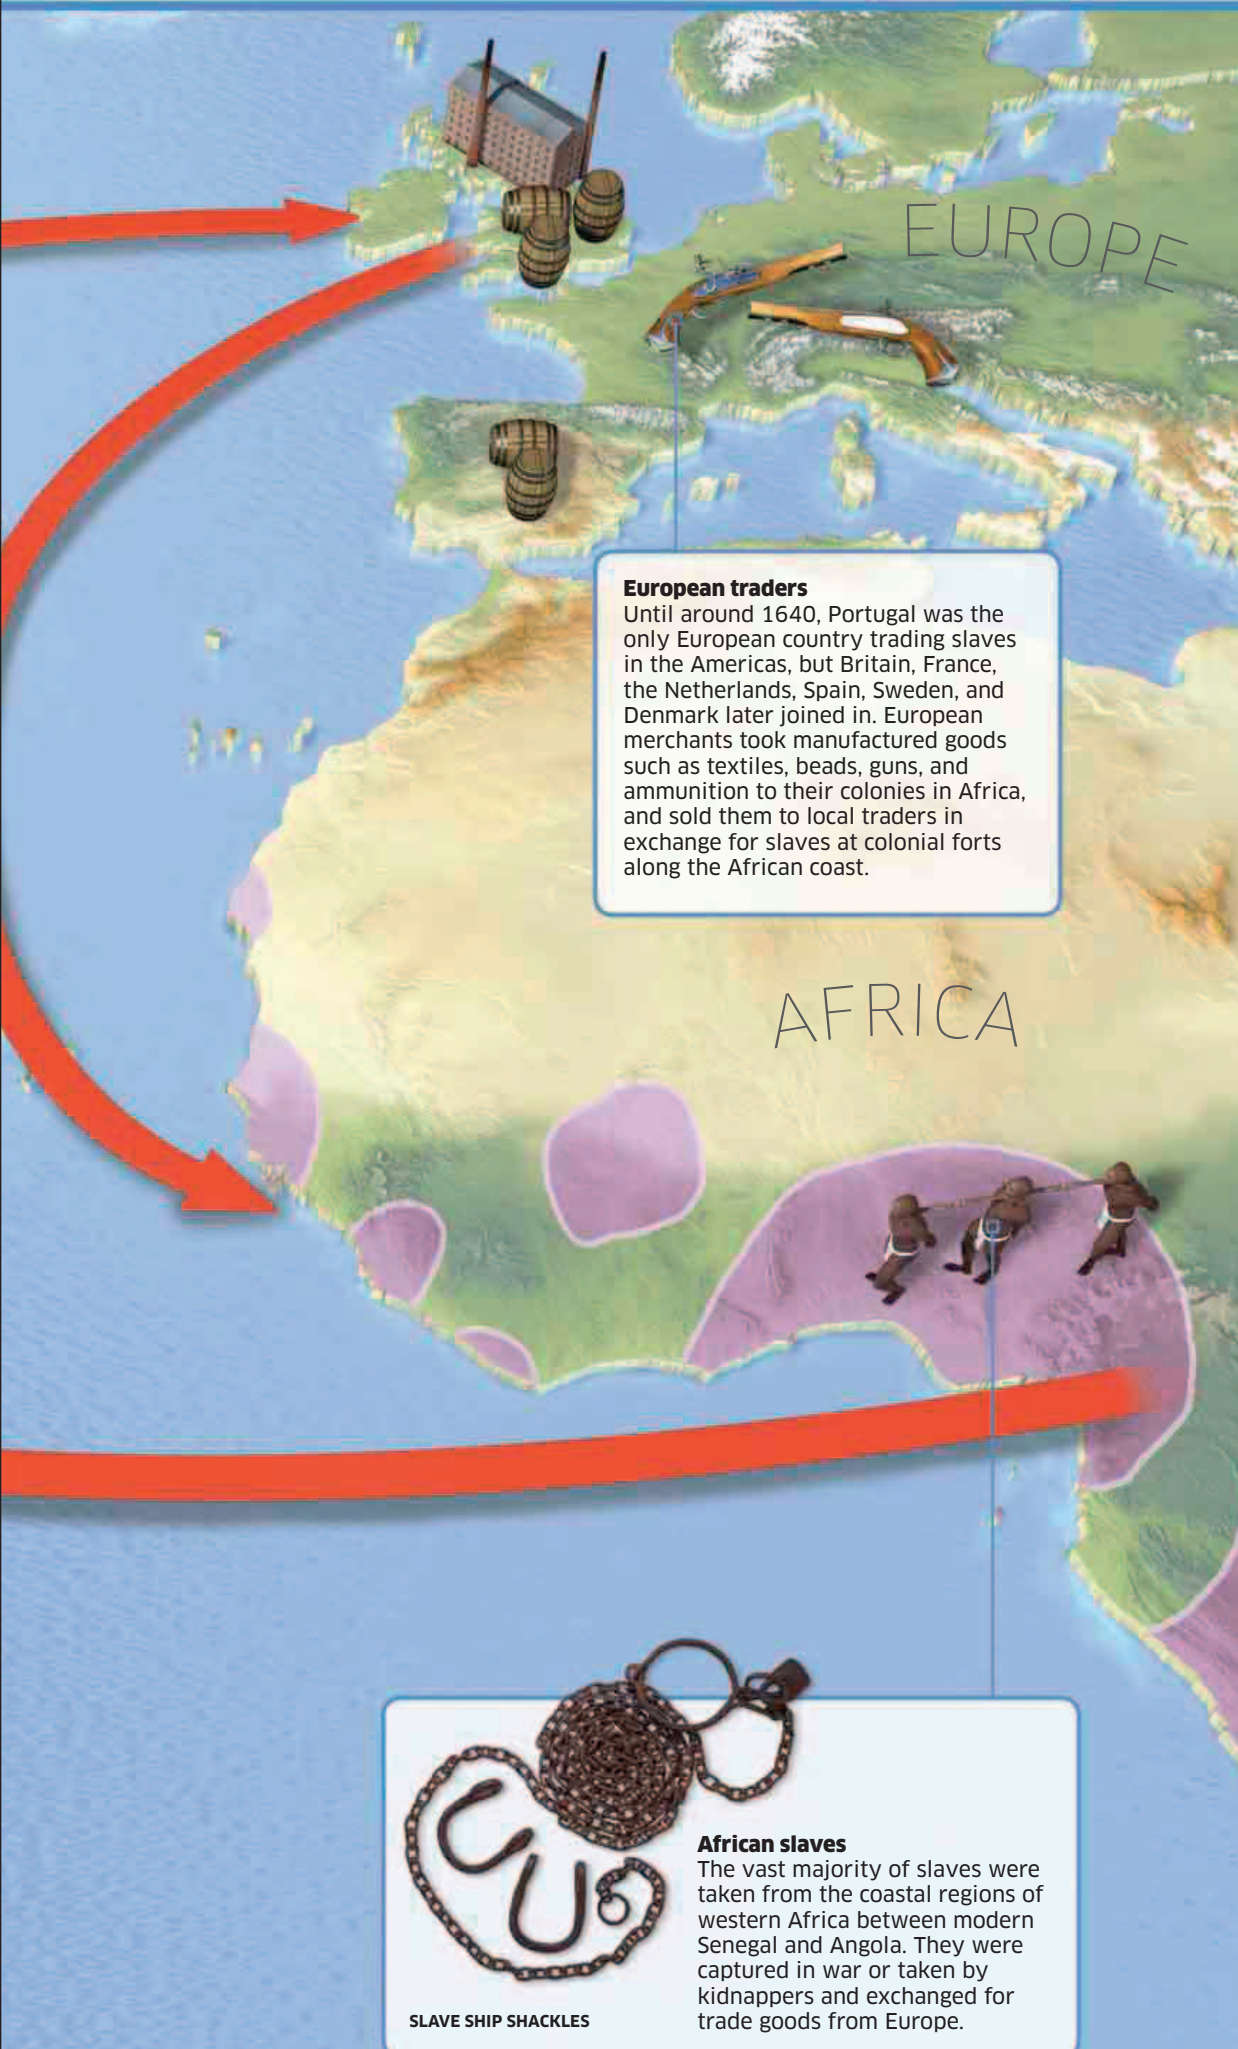 EUROPE
European traders
Until around 1640, Portugal was the
only European country trading slaves
in the Americas, but Britain, France,
the Netherlands, Spain, Sweden, and
Denmark later joined in. European
merchants took manufactured goods
such as textiles, beads, guns, and
ammunition to their colonies in Africa,
and sold them to local traders in
exchange for slaves at colonial forts
along the African coast.
AFRICA
African slaves
The vast majority of slaves were
taken from the coastal regions of
western Africa between modern
Senegal and Angola. They were
captured in war or taken by
kidnappers and exchanged for
trade goods from Europe.
SLAVE SHIP SHACKLES